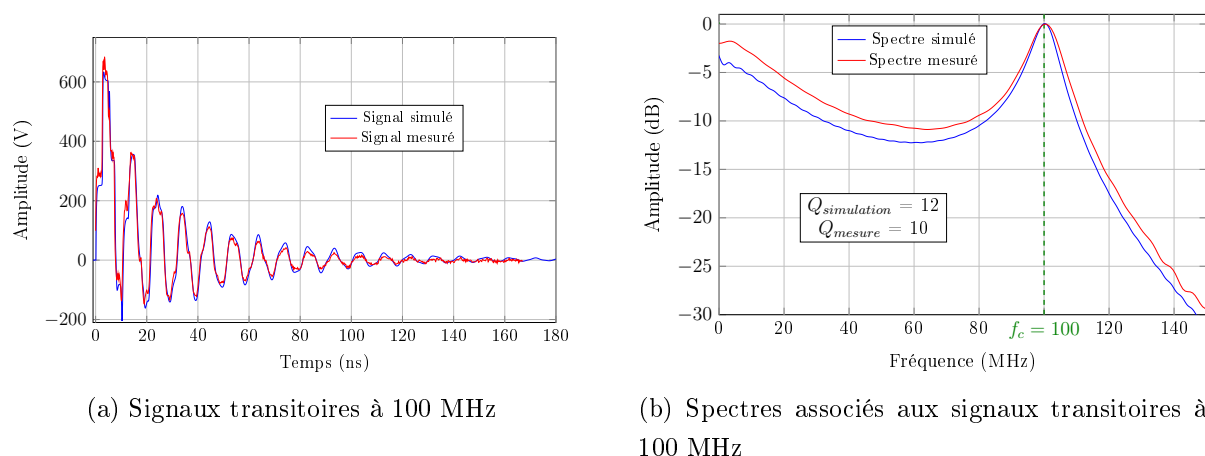 600
400
200
0
−200
0
20
40
60
80
100
120
140
160
180
Temps (ns)
Amplitude (V)
Signal simulé
Signal mesuré
(a) Signaux transitoires à 100 MHz
0
−5
−10
−15
−20
−25
−30
0
20
40
60
80
f_c = 100
120
140
Fréquence (MHz)
Amplitude (dB)
Spectre simulé
Spectre mesuré
Q_simulation = 12
Q_mesure = 10
(b) Spectres associés aux signaux transitoires à
100 MHz